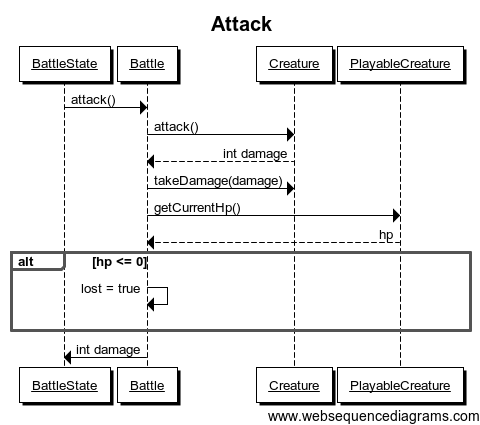 Attack
BattleState Battle Creature PlayableCreature
attack()
attack()
int damage
takeDamage(damage)
getCurrentHp()
hp
alt [hp <= 0]
lost = true
int damage
BattleState Battle Creature PlayableCreature
www.websequencediagrams.com